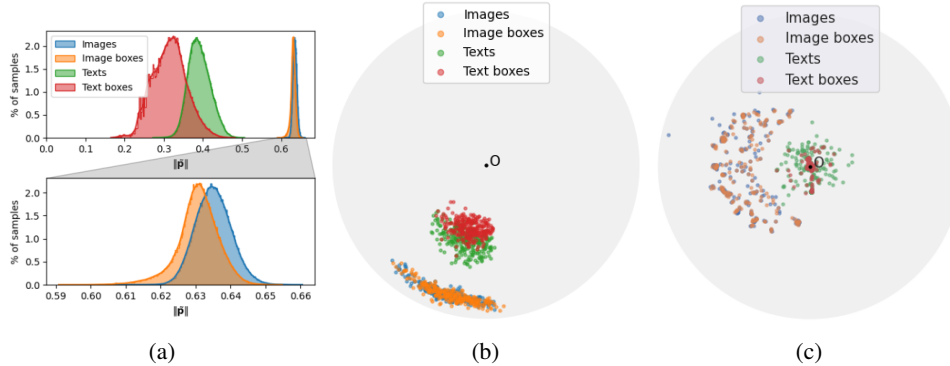 % of samples
2.0
1.5
1.0
0.5
0.0
Images
Image boxes
Texts
Text boxes
0.0 0.1 0.2 0.3 0.4 0.5 0.6
‖p̃‖
% of samples
2.0
1.5
1.0
0.5
0.0
0.59 0.60 0.61 0.62 0.63 0.64 0.65 0.66
‖p̃‖
(a)
Images
Image boxes
Texts
Text boxes
O
(b)
Images
Image boxes
Texts
Text boxes
O
(c)